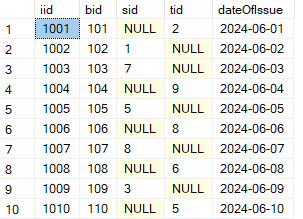 iid bid sid tid dateOfIssue
1 1001 101 NULL 2 2024-06-01
2 1002 102 1 NULL 2024-06-02
3 1003 103 7 NULL 2024-06-03
4 1004 104 NULL 9 2024-06-04
5 1005 105 5 NULL 2024-06-05
6 1006 106 NULL 8 2024-06-06
7 1007 107 8 NULL 2024-06-07
8 1008 108 NULL 6 2024-06-08
9 1009 109 3 NULL 2024-06-09
10 1010 110 NULL 5 2024-06-10